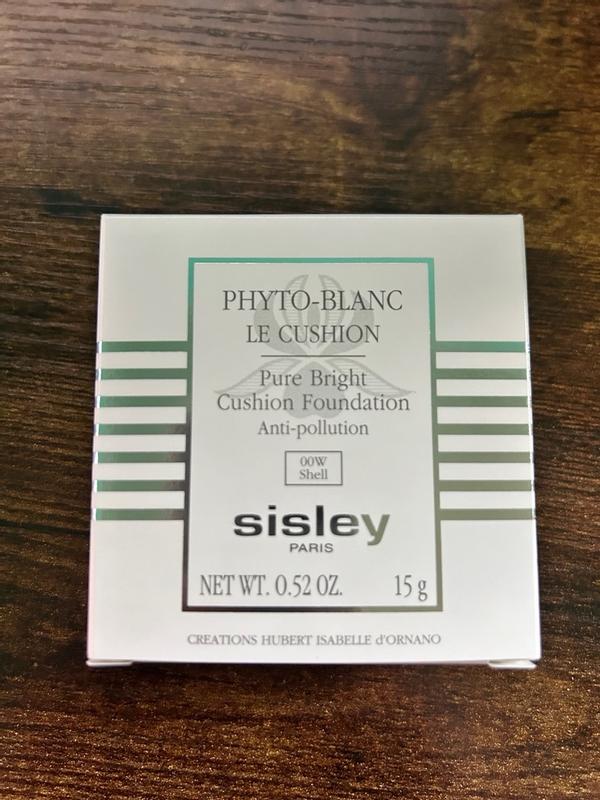 PHYTO-BLANC
LE CUSHION
Pure Bright
Cushion Foundation
Anti-pollution
00W
Shell
sisley
PARIS
NET WT. 0.52 OZ. 15 g
CREATIONS HUBERT ISABELLE d'ORNANO